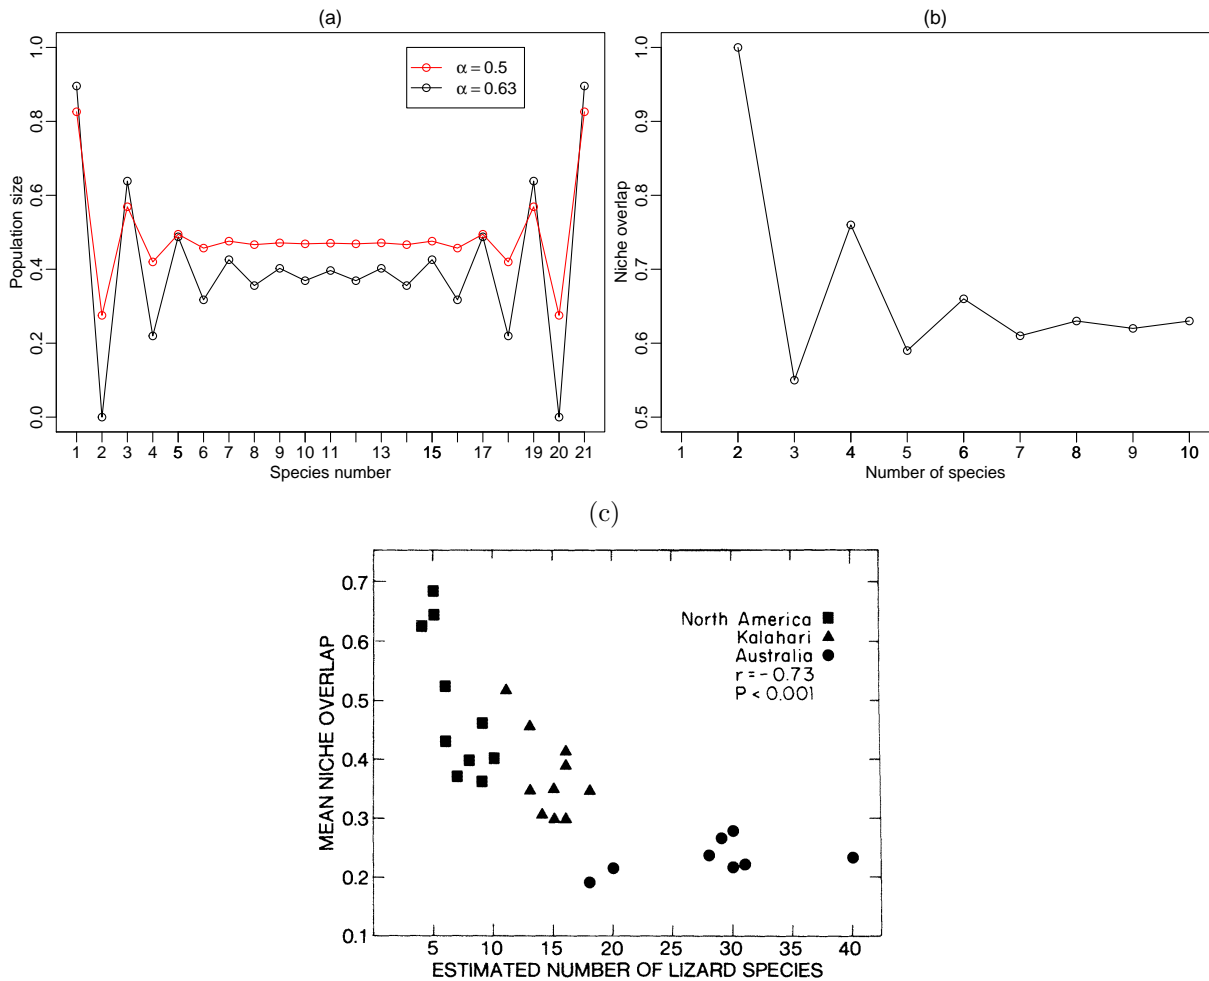 (a)
α = 0.5
α = 0.63
Population size
0.0 0.2 0.4 0.6 0.8 1.0
1 2 3 4 5 6 7 8 9 10 11 13 15 17 19 20 21
Species number
(b)
Niche overlap
0.5 0.6 0.7 0.8 0.9 1.0
1 2 3 4 5 6 7 8 9 10
Number of species
(c)
North America
Kalahari
Australia
r = - 0.73
P < 0.001
MEAN NICHE OVERLAP
0.7
0.6
0.5
0.4
0.3
0.2
0.1
5 10 15 20 25 30 35 40
ESTIMATED NUMBER OF LIZARD SPECIES